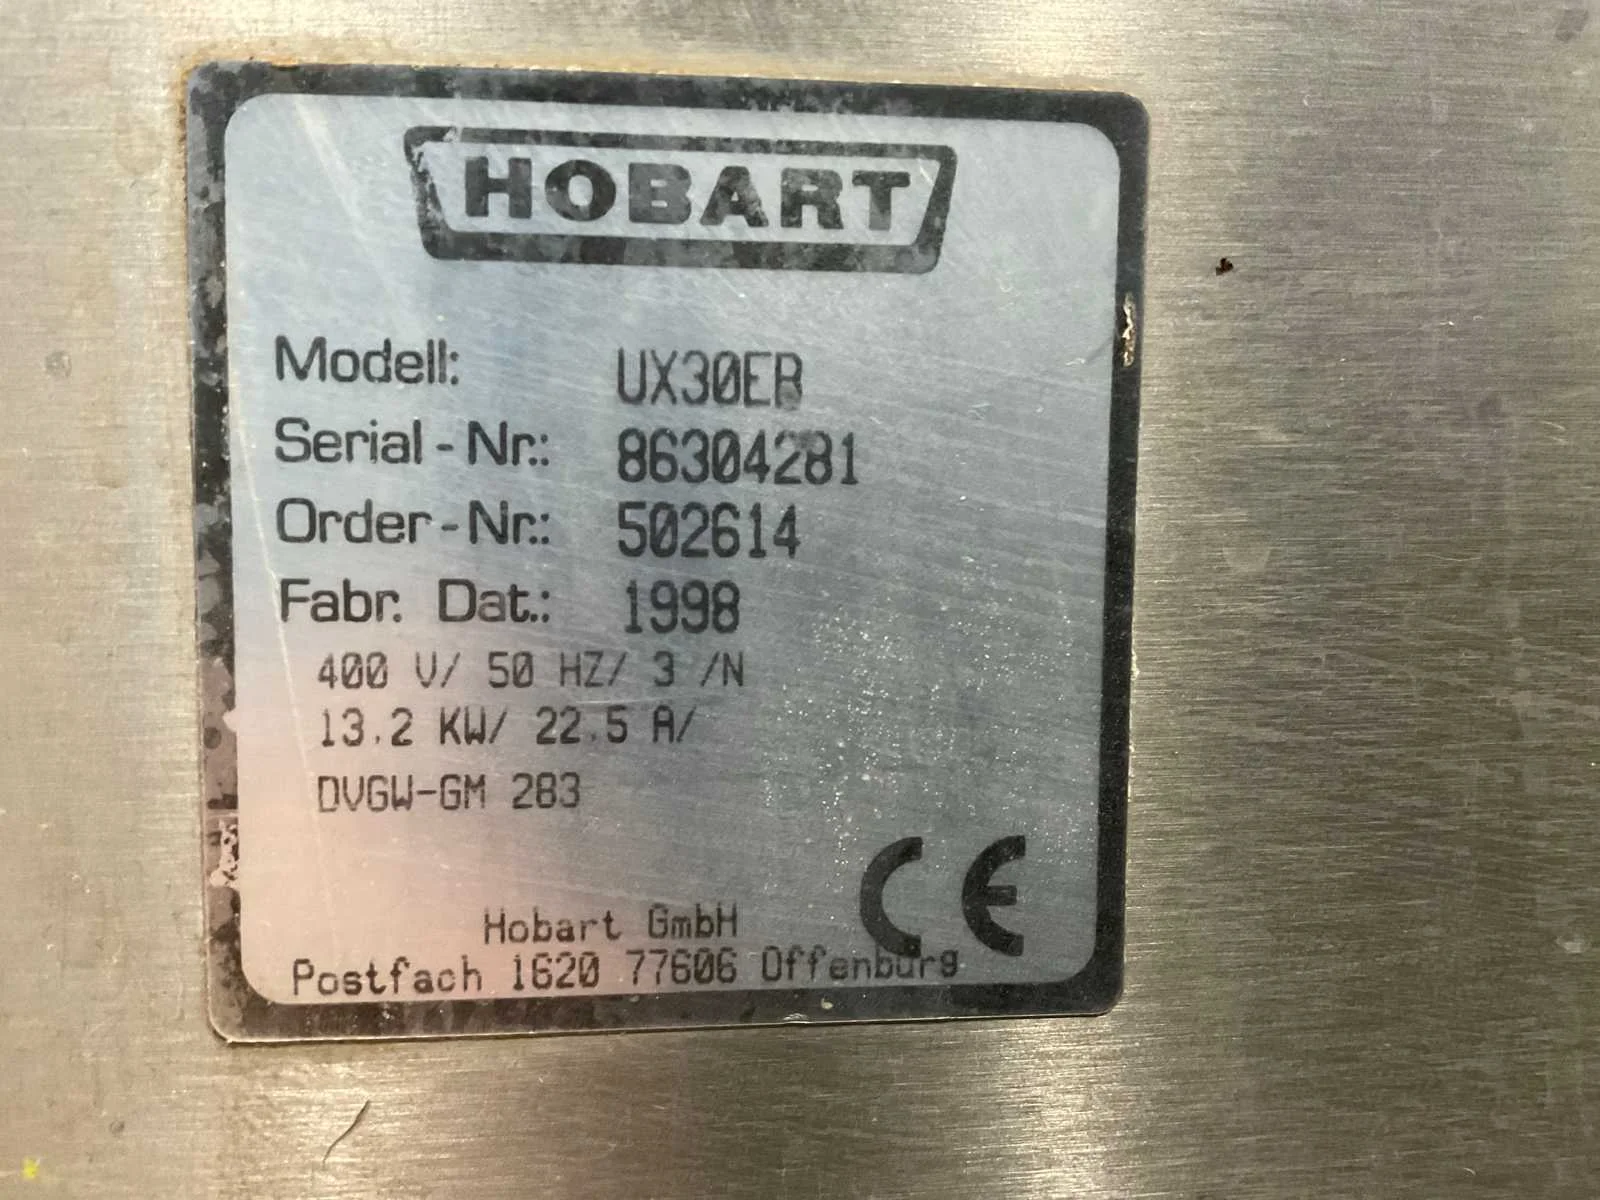 HOBART
Modell: UX30EB
Serial-Nr.: 86304281
Order-Nr.: 502614
Fabr. Dat.: 1998
400 V/ 50 HZ/ 3 /N
13.2 KW/ 22.5 A/
DVGW-GM 283
CE
Hobart GmbH
Postfach 1620 77606 Offenburg